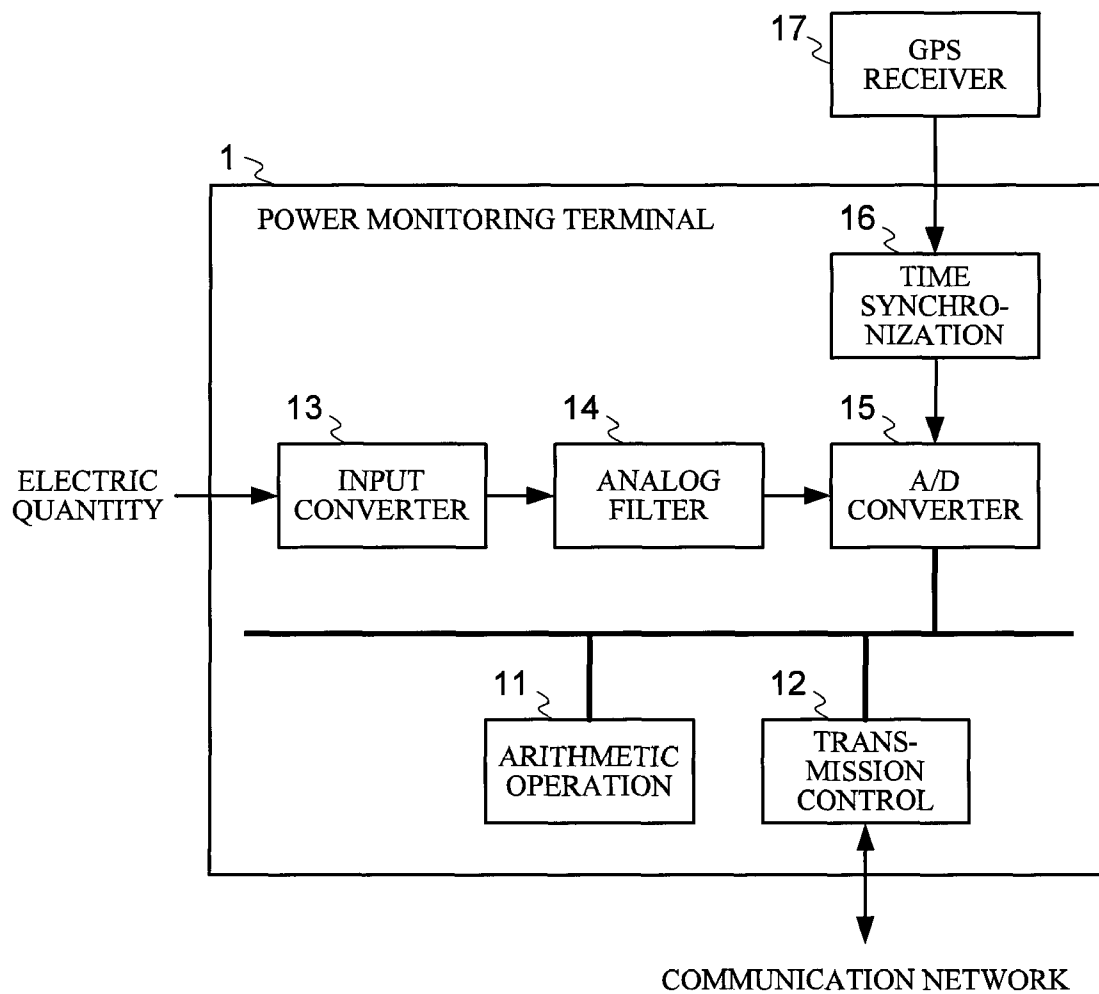 17
GPS
RECEIVER
1
POWER MONITORING TERMINAL
16
TIME
SYNCHRO-
NIZATION
13
14
15
ELECTRIC
QUANTITY
INPUT
CONVERTER
ANALOG
FILTER
A/D
CONVERTER
11
12
ARITHMETIC
OPERATION
TRANS-
MISSION
CONTROL
COMMUNICATION NETWORK